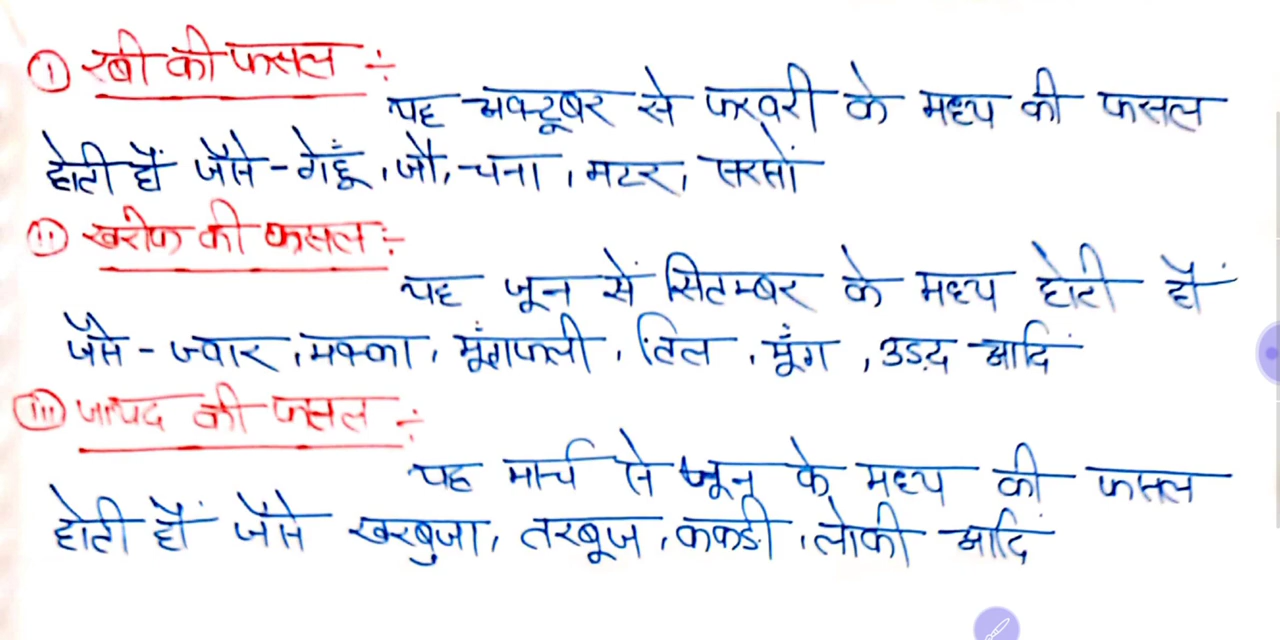 ① रबी की फसल ÷
यह अक्टूबर से फरवरी के मध्य की फसल
होती हैं जैसे - गेहूँ, जौ, चना, मटर, सरसों
ii खरीफ की फसल ÷
यह जून सें सितम्बर के मध्य होती हैं
जैसे - ज्वार, मक्का, मूंगफली, तिल, मूँग, उड़द आदि
iii जायद की फसल ÷
यह मार्च से जून के मध्य की फसल
होती हैं जैसे खरबुजा, तरबूज, ककडी, लोकी आदि